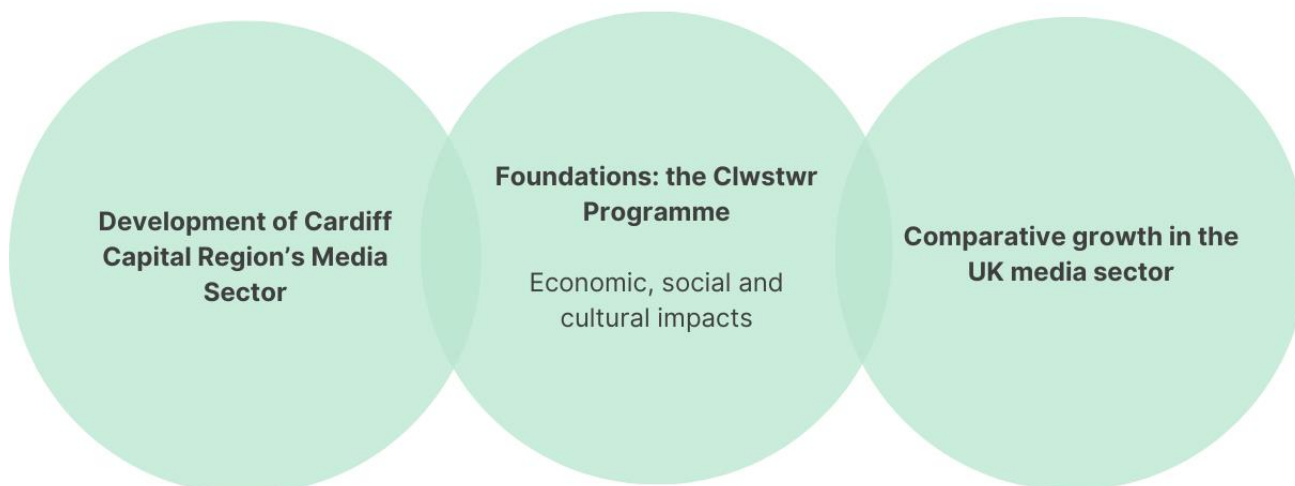 Development of Cardiff
Capital Region’s Media
Sector
Foundations: the Clwstwr
Programme
Economic, social and
cultural impacts
Comparative growth in the
UK media sector